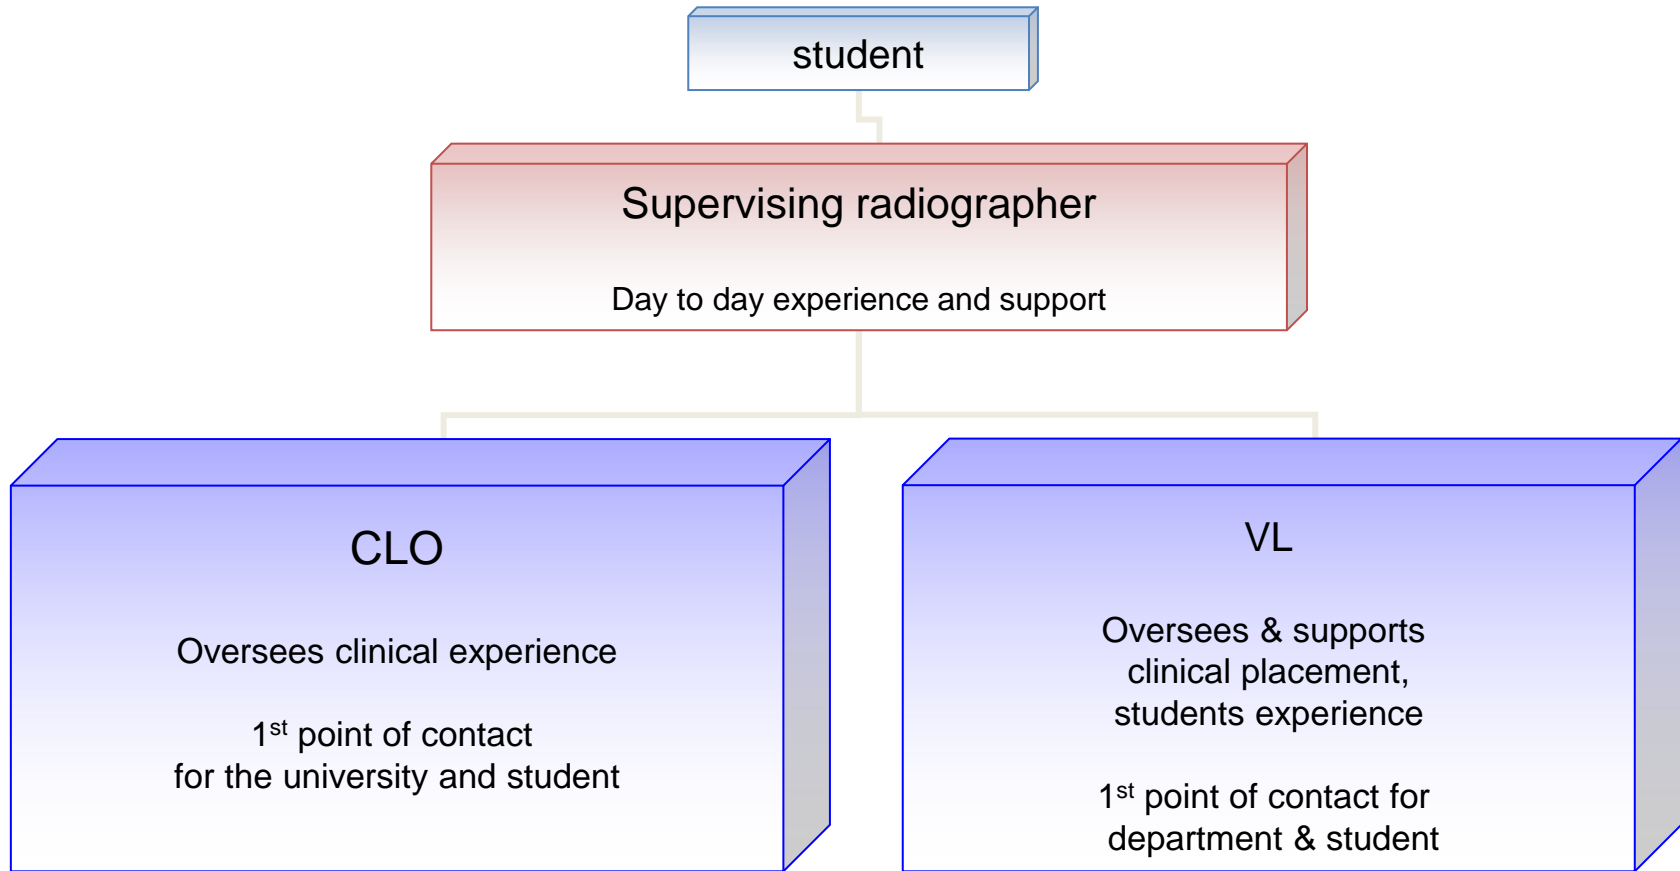 student
Supervising radiographer
Day to day experience and support
CLO
Oversees clinical experience
1st point of contact
for the university and student
VL
Oversees & supports
clinical placement,
students experience
1st point of contact for
department & student